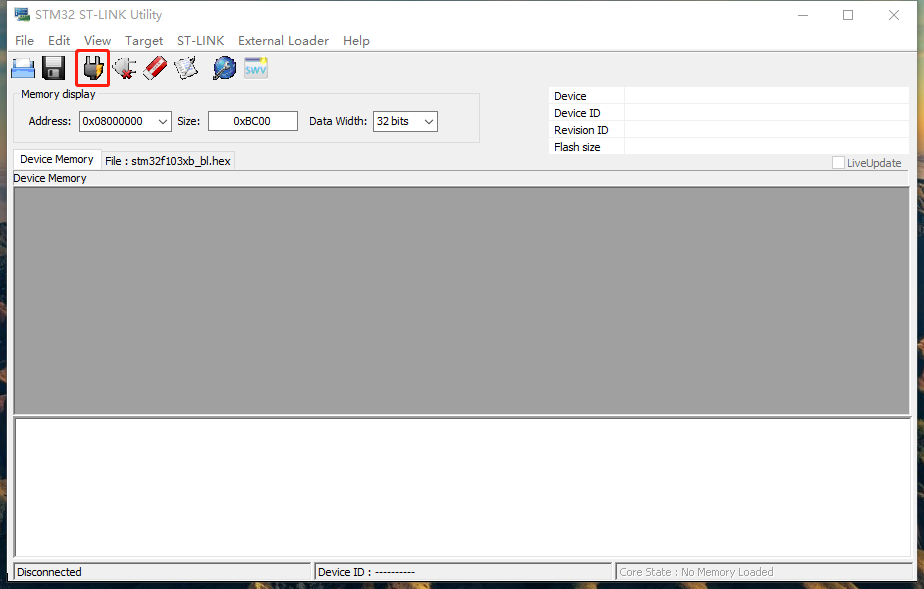 STM32 ST-LINK Utility
File Edit View Target ST-LINK External Loader Help
SWV
Memory display
Address: 0x08000000 Size: 0xBC00 Data Width: 32 bits
Device
Device ID
Revision ID
Flash size
LiveUpdate
Device Memory File : stm32f103xb_bl.hex
Device Memory
Disconnected Device ID : ---------- Core State : No Memory Loaded